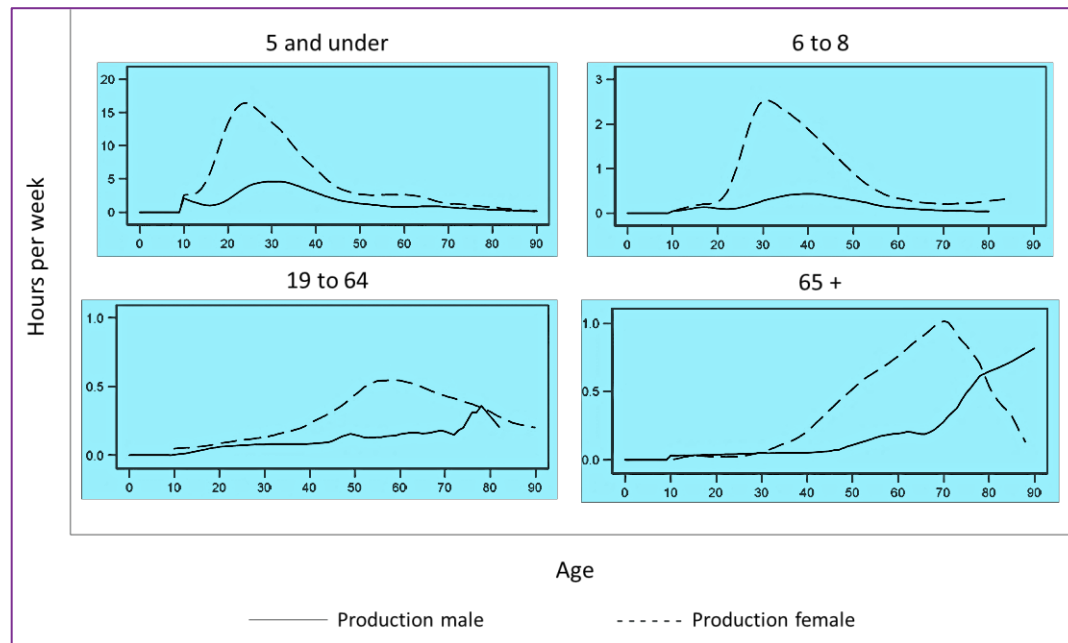 5 and under
20
15
10
5
0
0 10 20 30 40 50 60 70 80 90
6 to 8
3
2
1
0
0 10 20 30 40 50 60 70 80 90
Hours per week
19 to 64
1.0
0.5
0.0
0 10 20 30 40 50 60 70 80 90
65 +
1.0
0.5
0.0
0 10 20 30 40 50 60 70 80 90
Age
Production male
Production female